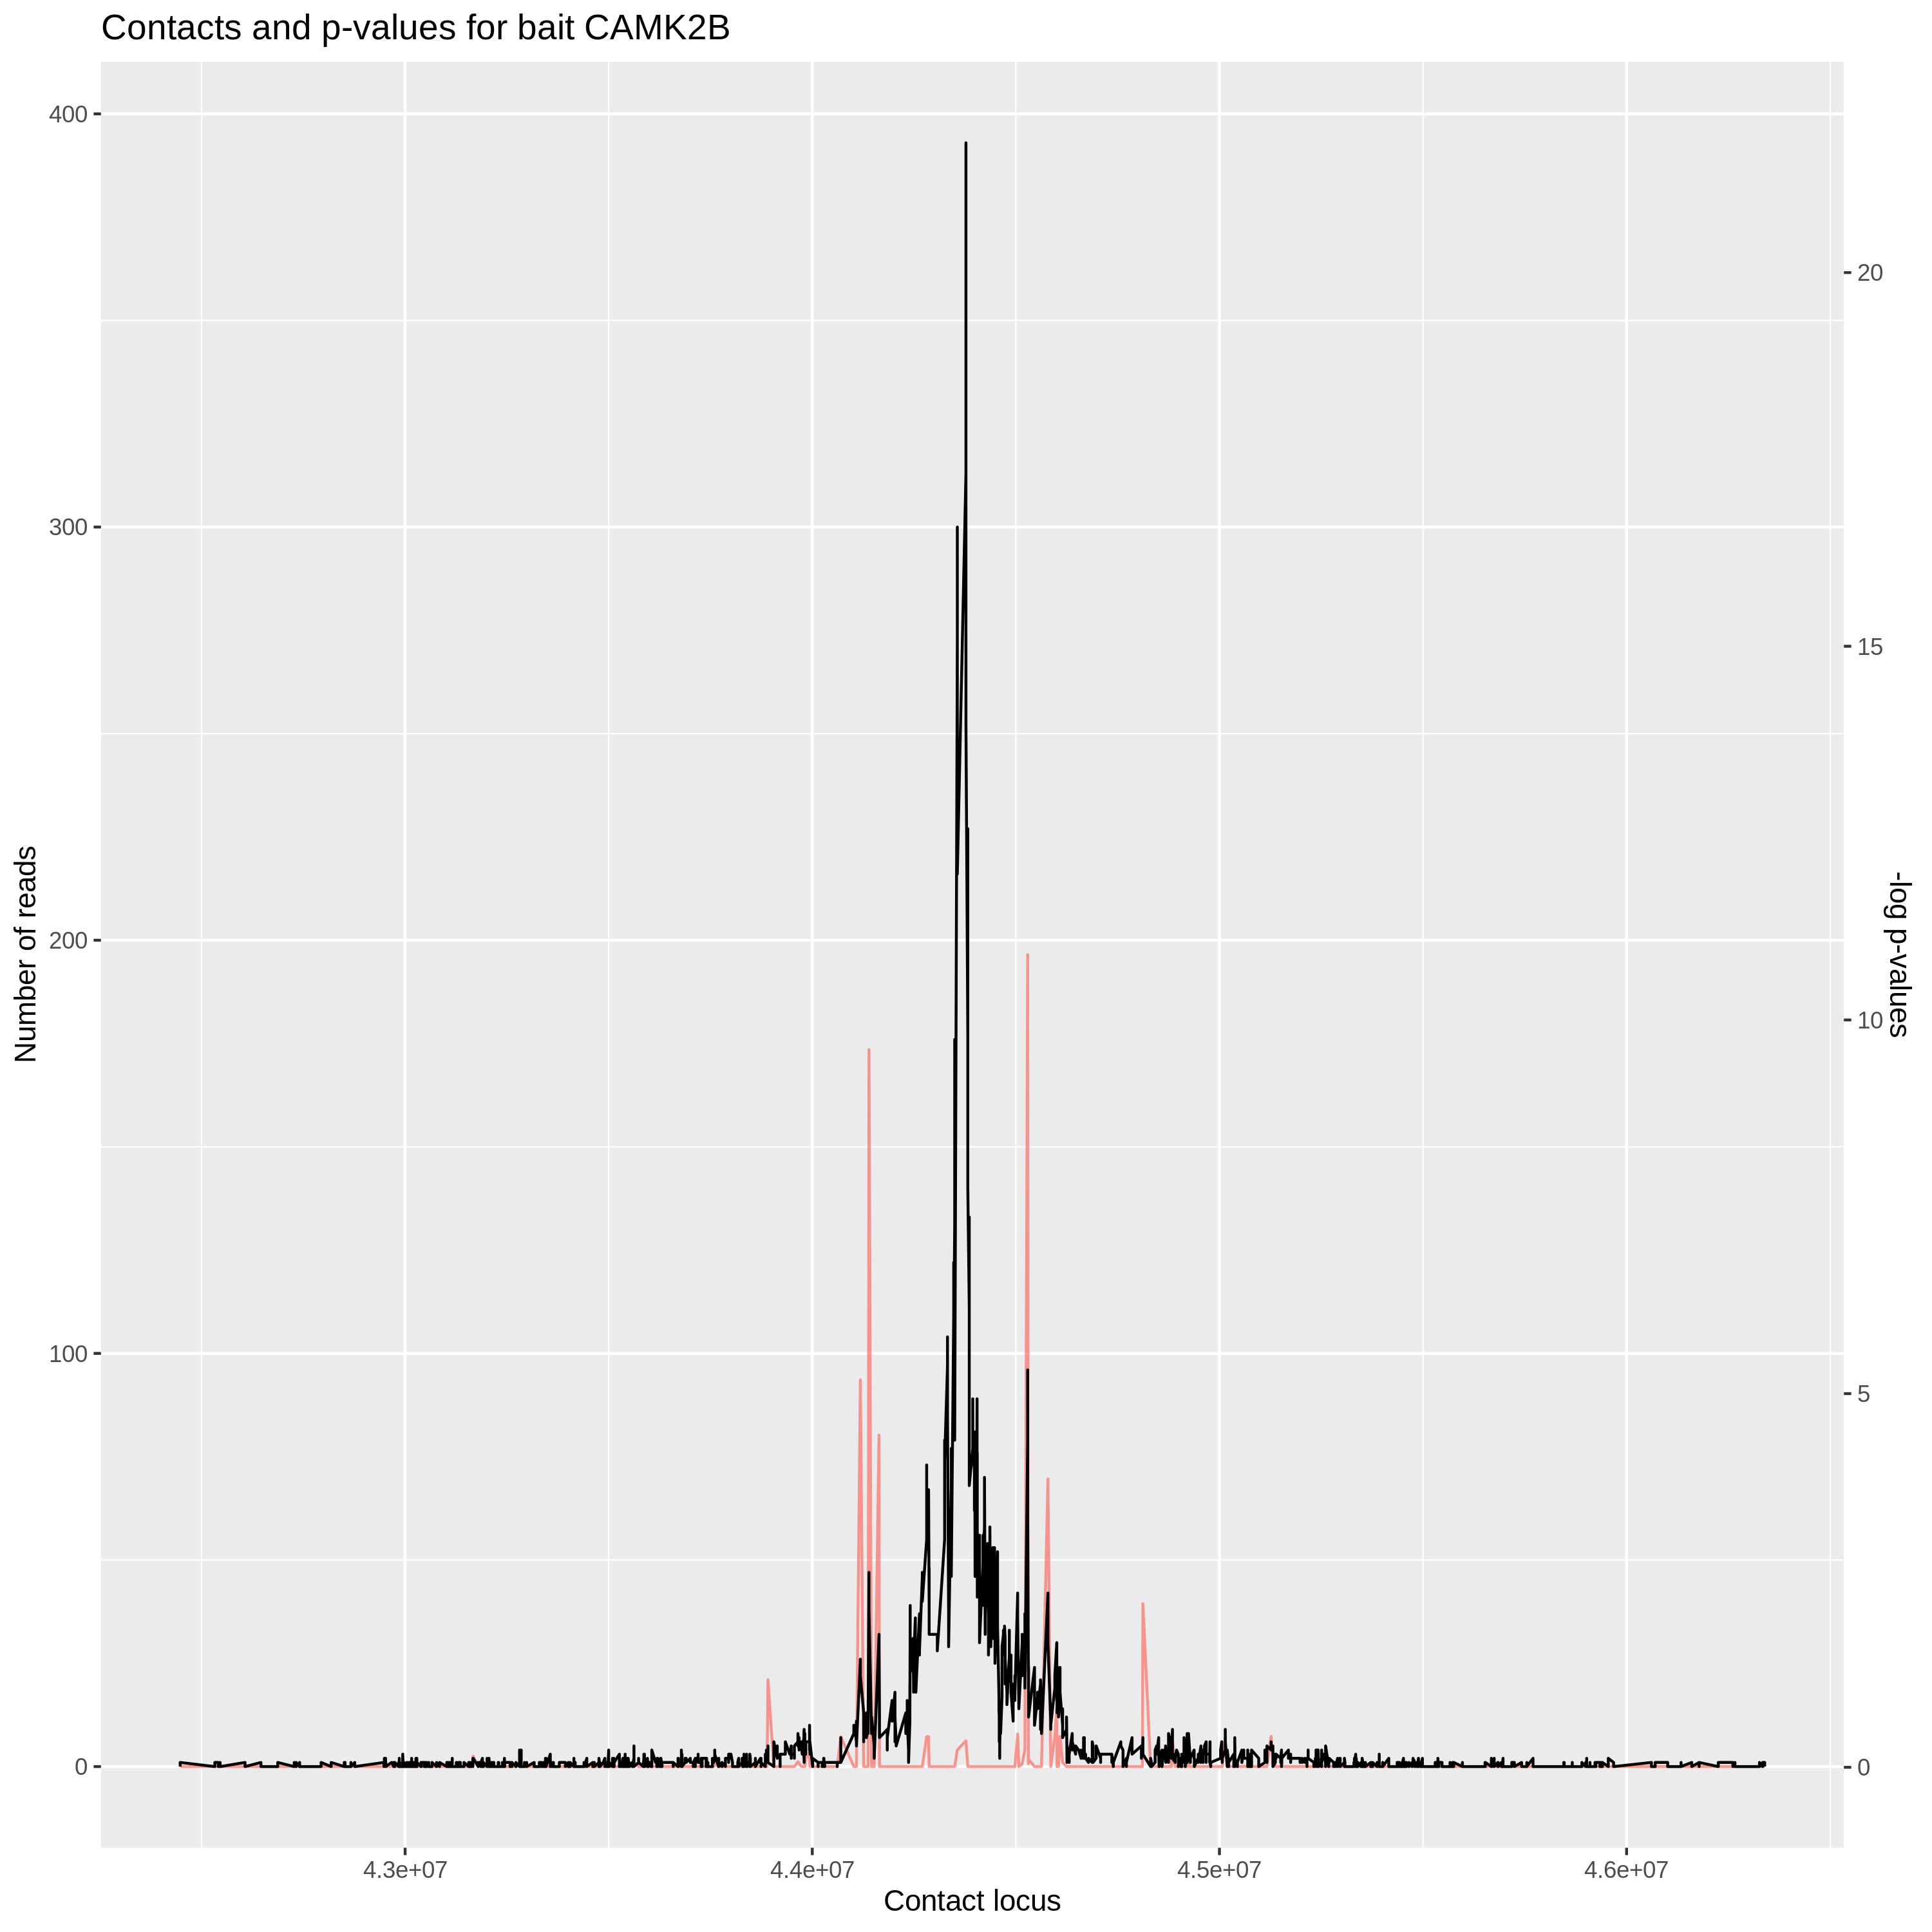 Contacts and p-values for bait CAMK2B
400
300
200
100
0
Number of reads
20
15
10
5
0
-log p-values
4.3e+07 4.4e+07 4.5e+07 4.6e+07
Contact locus